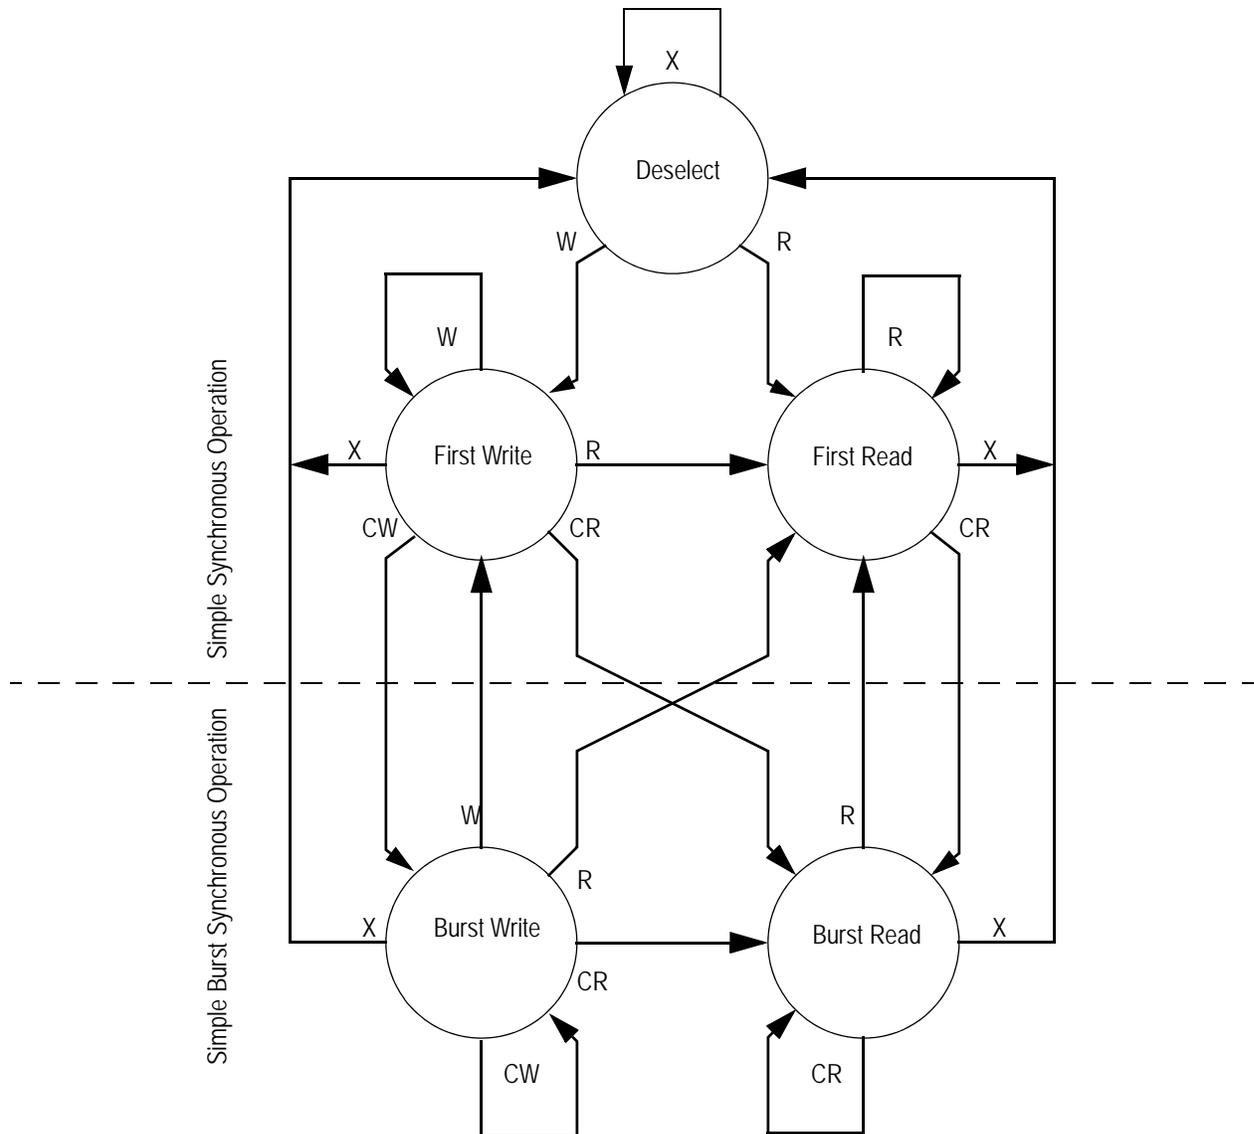 X
Deselect
W
R
W
R
Simple Synchronous Operation
X
First Write
R
First Read
X
CW
CR
CR
Simple Burst Synchronous Operation
W
R
R
X
Burst Write
Burst Read
X
CR
CW
CR